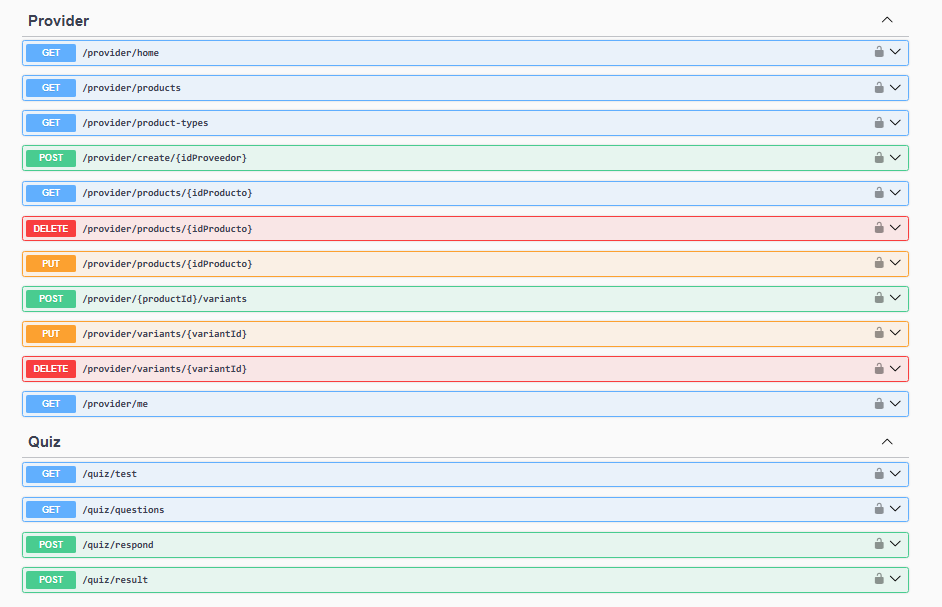 Provider
GET /provider/home
GET /provider/products
GET /provider/product-types
POST /provider/create/{idProveedor}
GET /provider/products/{idProducto}
DELETE /provider/products/{idProducto}
PUT /provider/products/{idProducto}
POST /provider/{productId}/variants
PUT /provider/variants/{variantId}
DELETE /provider/variants/{variantId}
GET /provider/me
Quiz
GET /quiz/test
GET /quiz/questions
POST /quiz/respond
POST /quiz/result